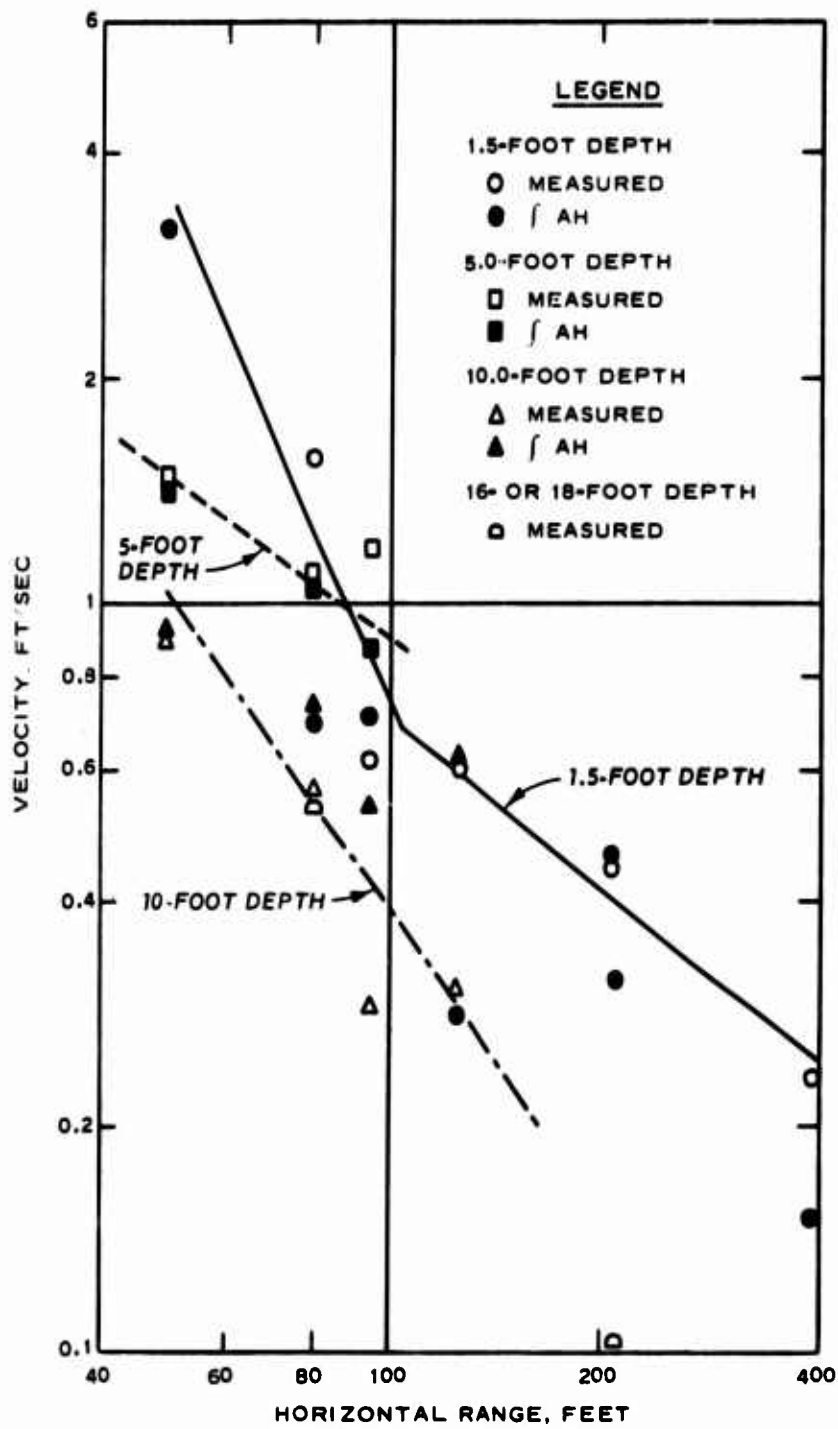 6
4
2
1
0.8
0.6
0.4
0.2
0.1
VELOCITY, FT/SEC
LEGEND
1.5-FOOT DEPTH
MEASURED
∫ AH
5.0-FOOT DEPTH
MEASURED
∫ AH
10.0-FOOT DEPTH
MEASURED
∫ AH
16- OR 18-FOOT DEPTH
MEASURED
5-FOOT
DEPTH
1.5-FOOT DEPTH
10-FOOT DEPTH
40 60 80 100 200 400
HORIZONTAL RANGE, FEET